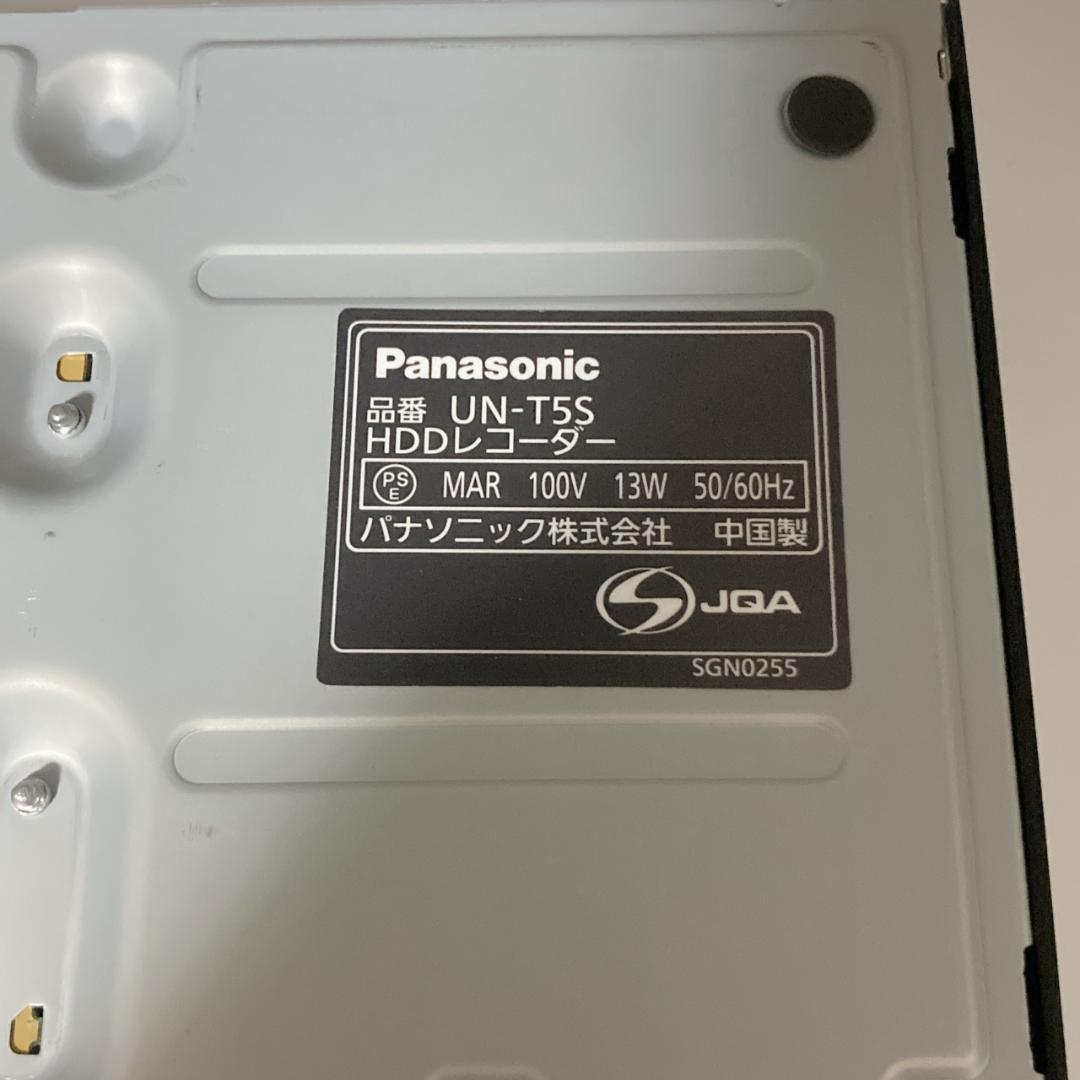 Panasonic
品番 UN-T5S
HDDレコーダー
PS E MAR 100V 13W 50/60Hz
パナソニック株式会社 中国製
JQA
SGN0255